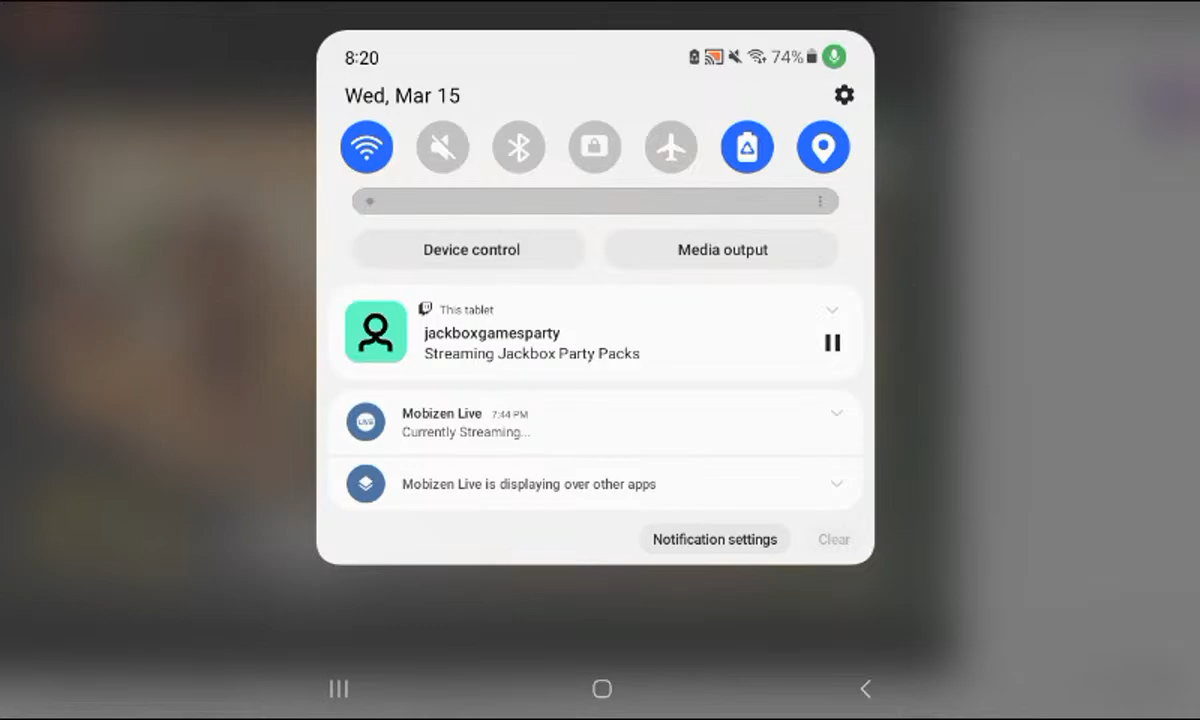 8:20
74%
Wed, Mar 15
Device control
Media output
This tablet
jackboxgamesparty
Streaming Jackbox Party Packs
Mobizen Live 7:44 PM
Currently Streaming...
LIVE
Mobizen Live is displaying over other apps
Notification settings
Clear